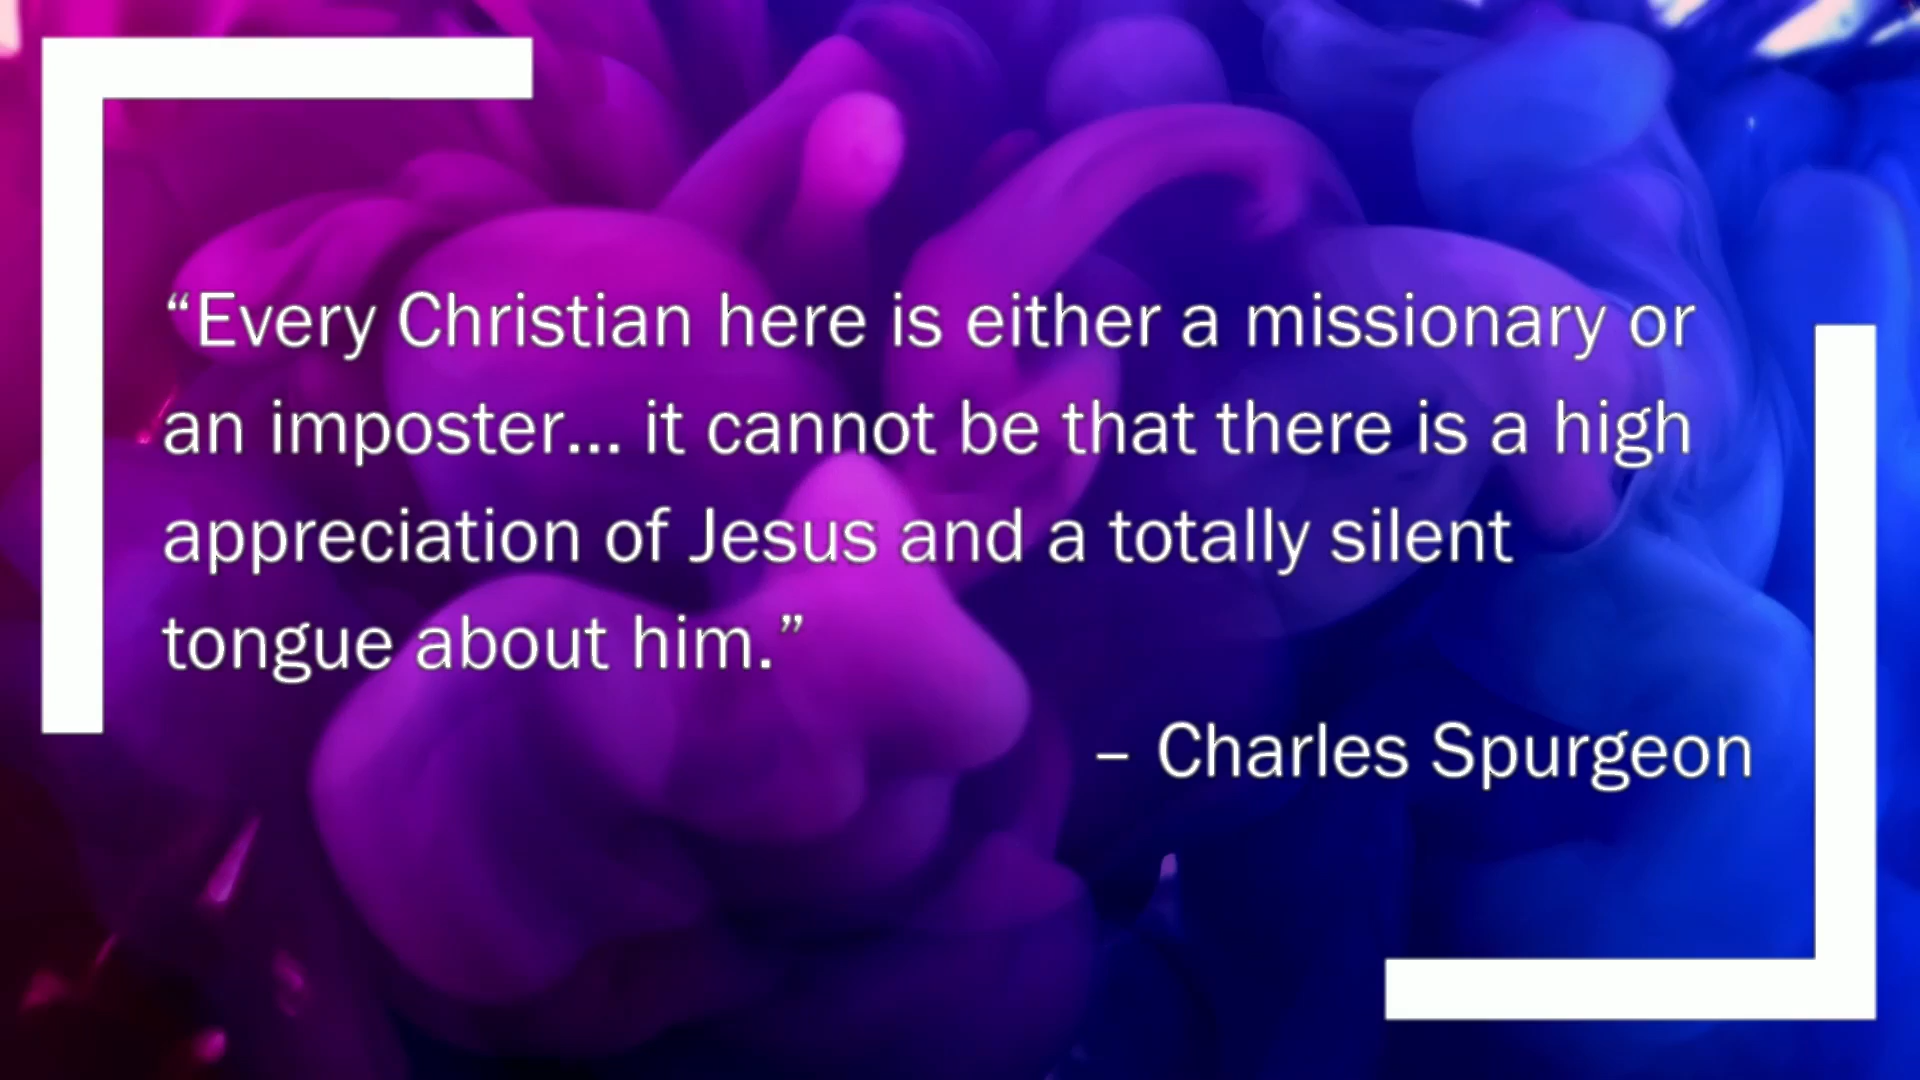 “Every Christian here is either a missionary or
an imposter… it cannot be that there is a high
appreciation of Jesus and a totally silent
tongue about him.”
– Charles Spurgeon